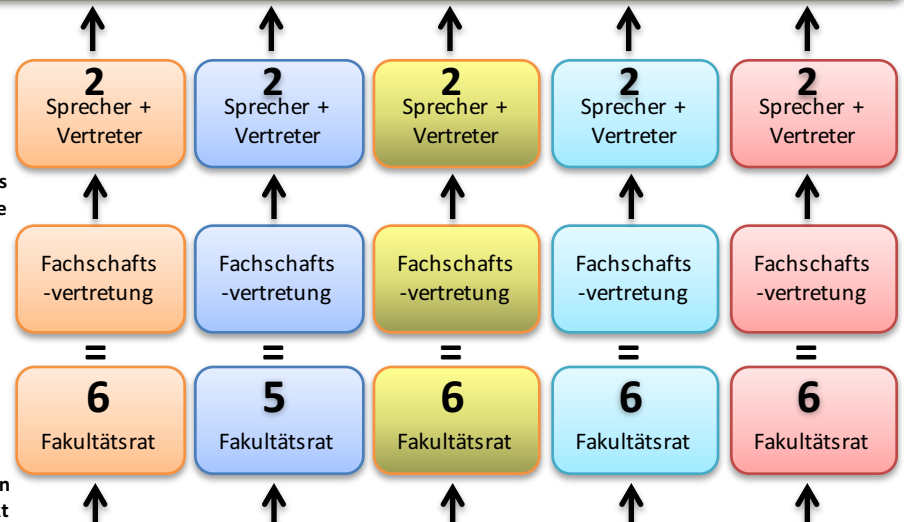 2 2 2 2 2
Sprecher + Sprecher + Sprecher + Sprecher + Sprecher +
Vertreter Vertreter Vertreter Vertreter Vertreter
s
e
Fachschafts Fachschafts Fachschafts Fachschafts Fachschafts
-vertretung -vertretung -vertretung -vertretung -vertretung
= = = = =
6 5 6 6 6
Fakultätsrat Fakultätsrat Fakultätsrat Fakultätsrat Fakultätsrat
n